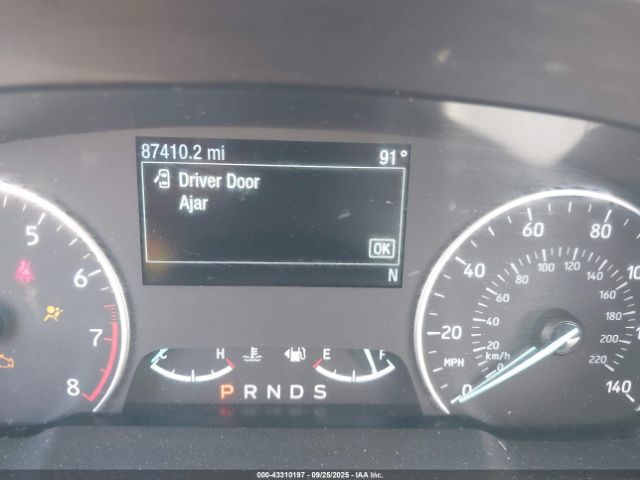 87410.2 mi 91°
Driver Door
Ajar
OK
N
5
6
7
8
C H E F
P R N D S
0 20 40 60 80 140
MPH
0 20 40 60 80 100 120 140 160 180 200 220
km/h
000-43310197 - 09/25/2025 - IAA Inc.